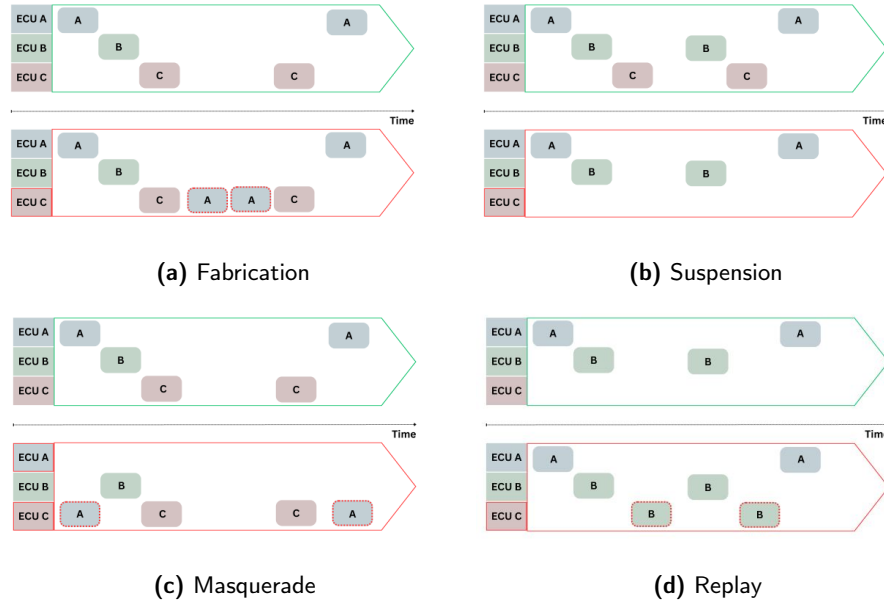 ECU A A A
ECU B B
ECU C C C
Time
ECU A A A
ECU B B
ECU C C A A C
(a) Fabrication
ECU A A A
ECU B B B
ECU C C C
Time
ECU A A A
ECU B B B
ECU C
(b) Suspension
ECU A A A
ECU B B
ECU C C C
Time
ECU A
ECU B B
ECU C A C C A
(c) Masquerade
ECU A A A
ECU B B B
ECU C
Time
ECU A A A
ECU B B B
ECU C B B
(d) Replay